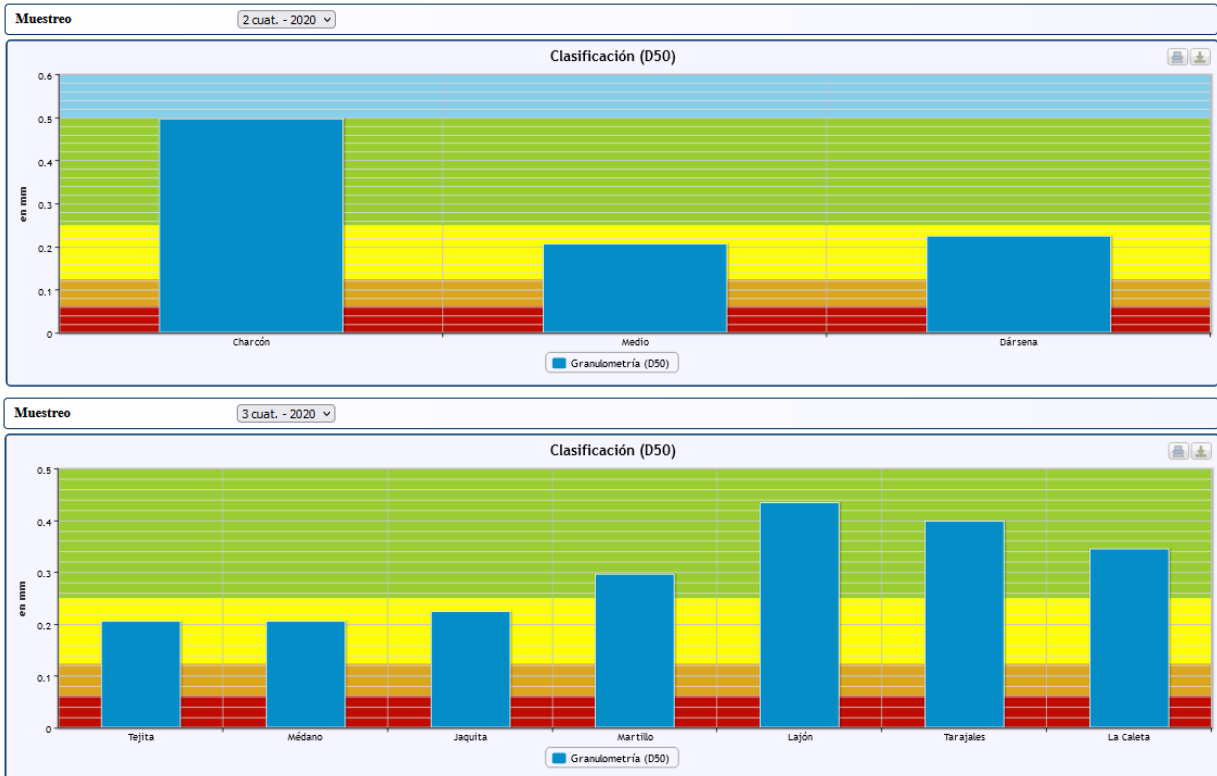 Muestreo 2 cuat. - 2020
Clasificación (D50)
0.6
0.5
0.4
0.3
0.2
0.1
0
en mm
Charcón Medio Dársena
Granulometría (D50)
Muestreo 3 cuat. - 2020
Clasificación (D50)
0.5
0.4
0.3
0.2
0.1
0
en mm
Tejita Médano Jaquita Martillo Lajón Tarajales La Caleta
Granulometría (D50)